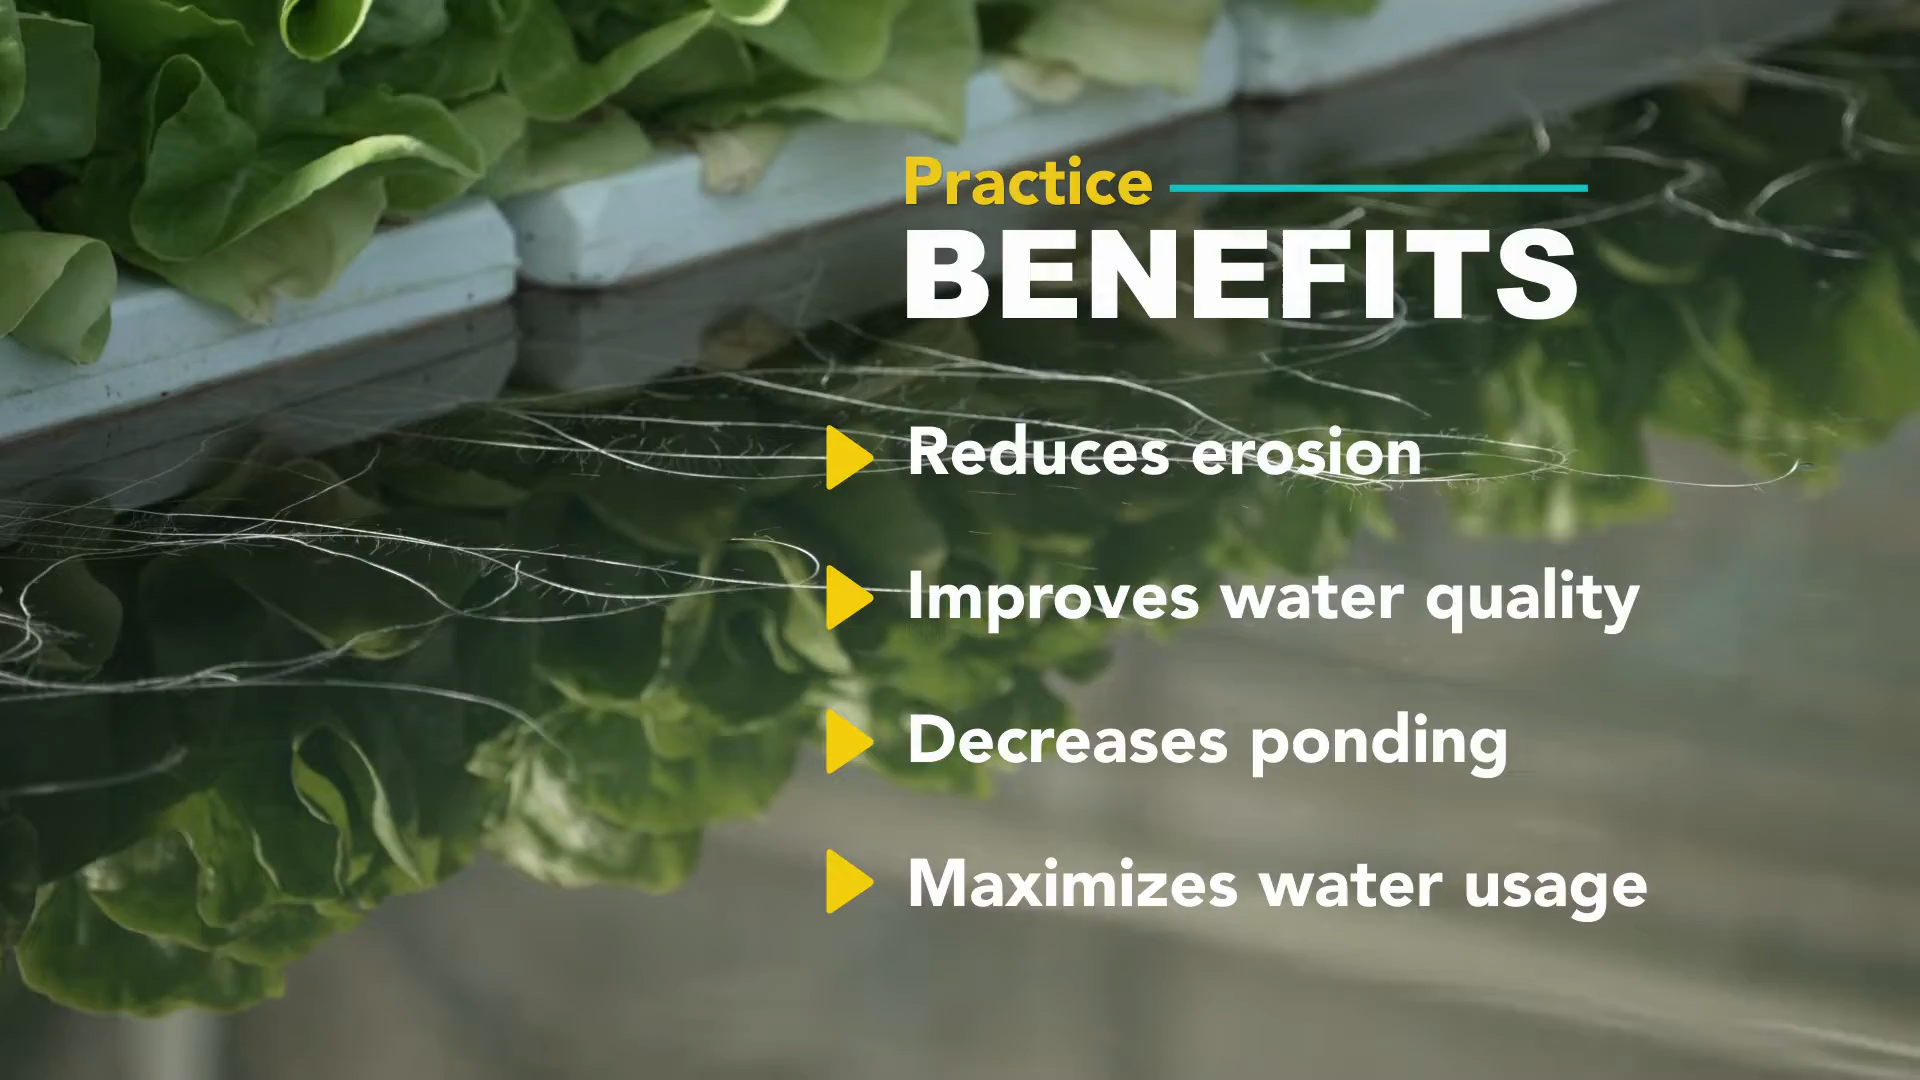 Practice
BENEFITS
Reduces erosion
Improves water quality
Decreases ponding
Maximizes water usage